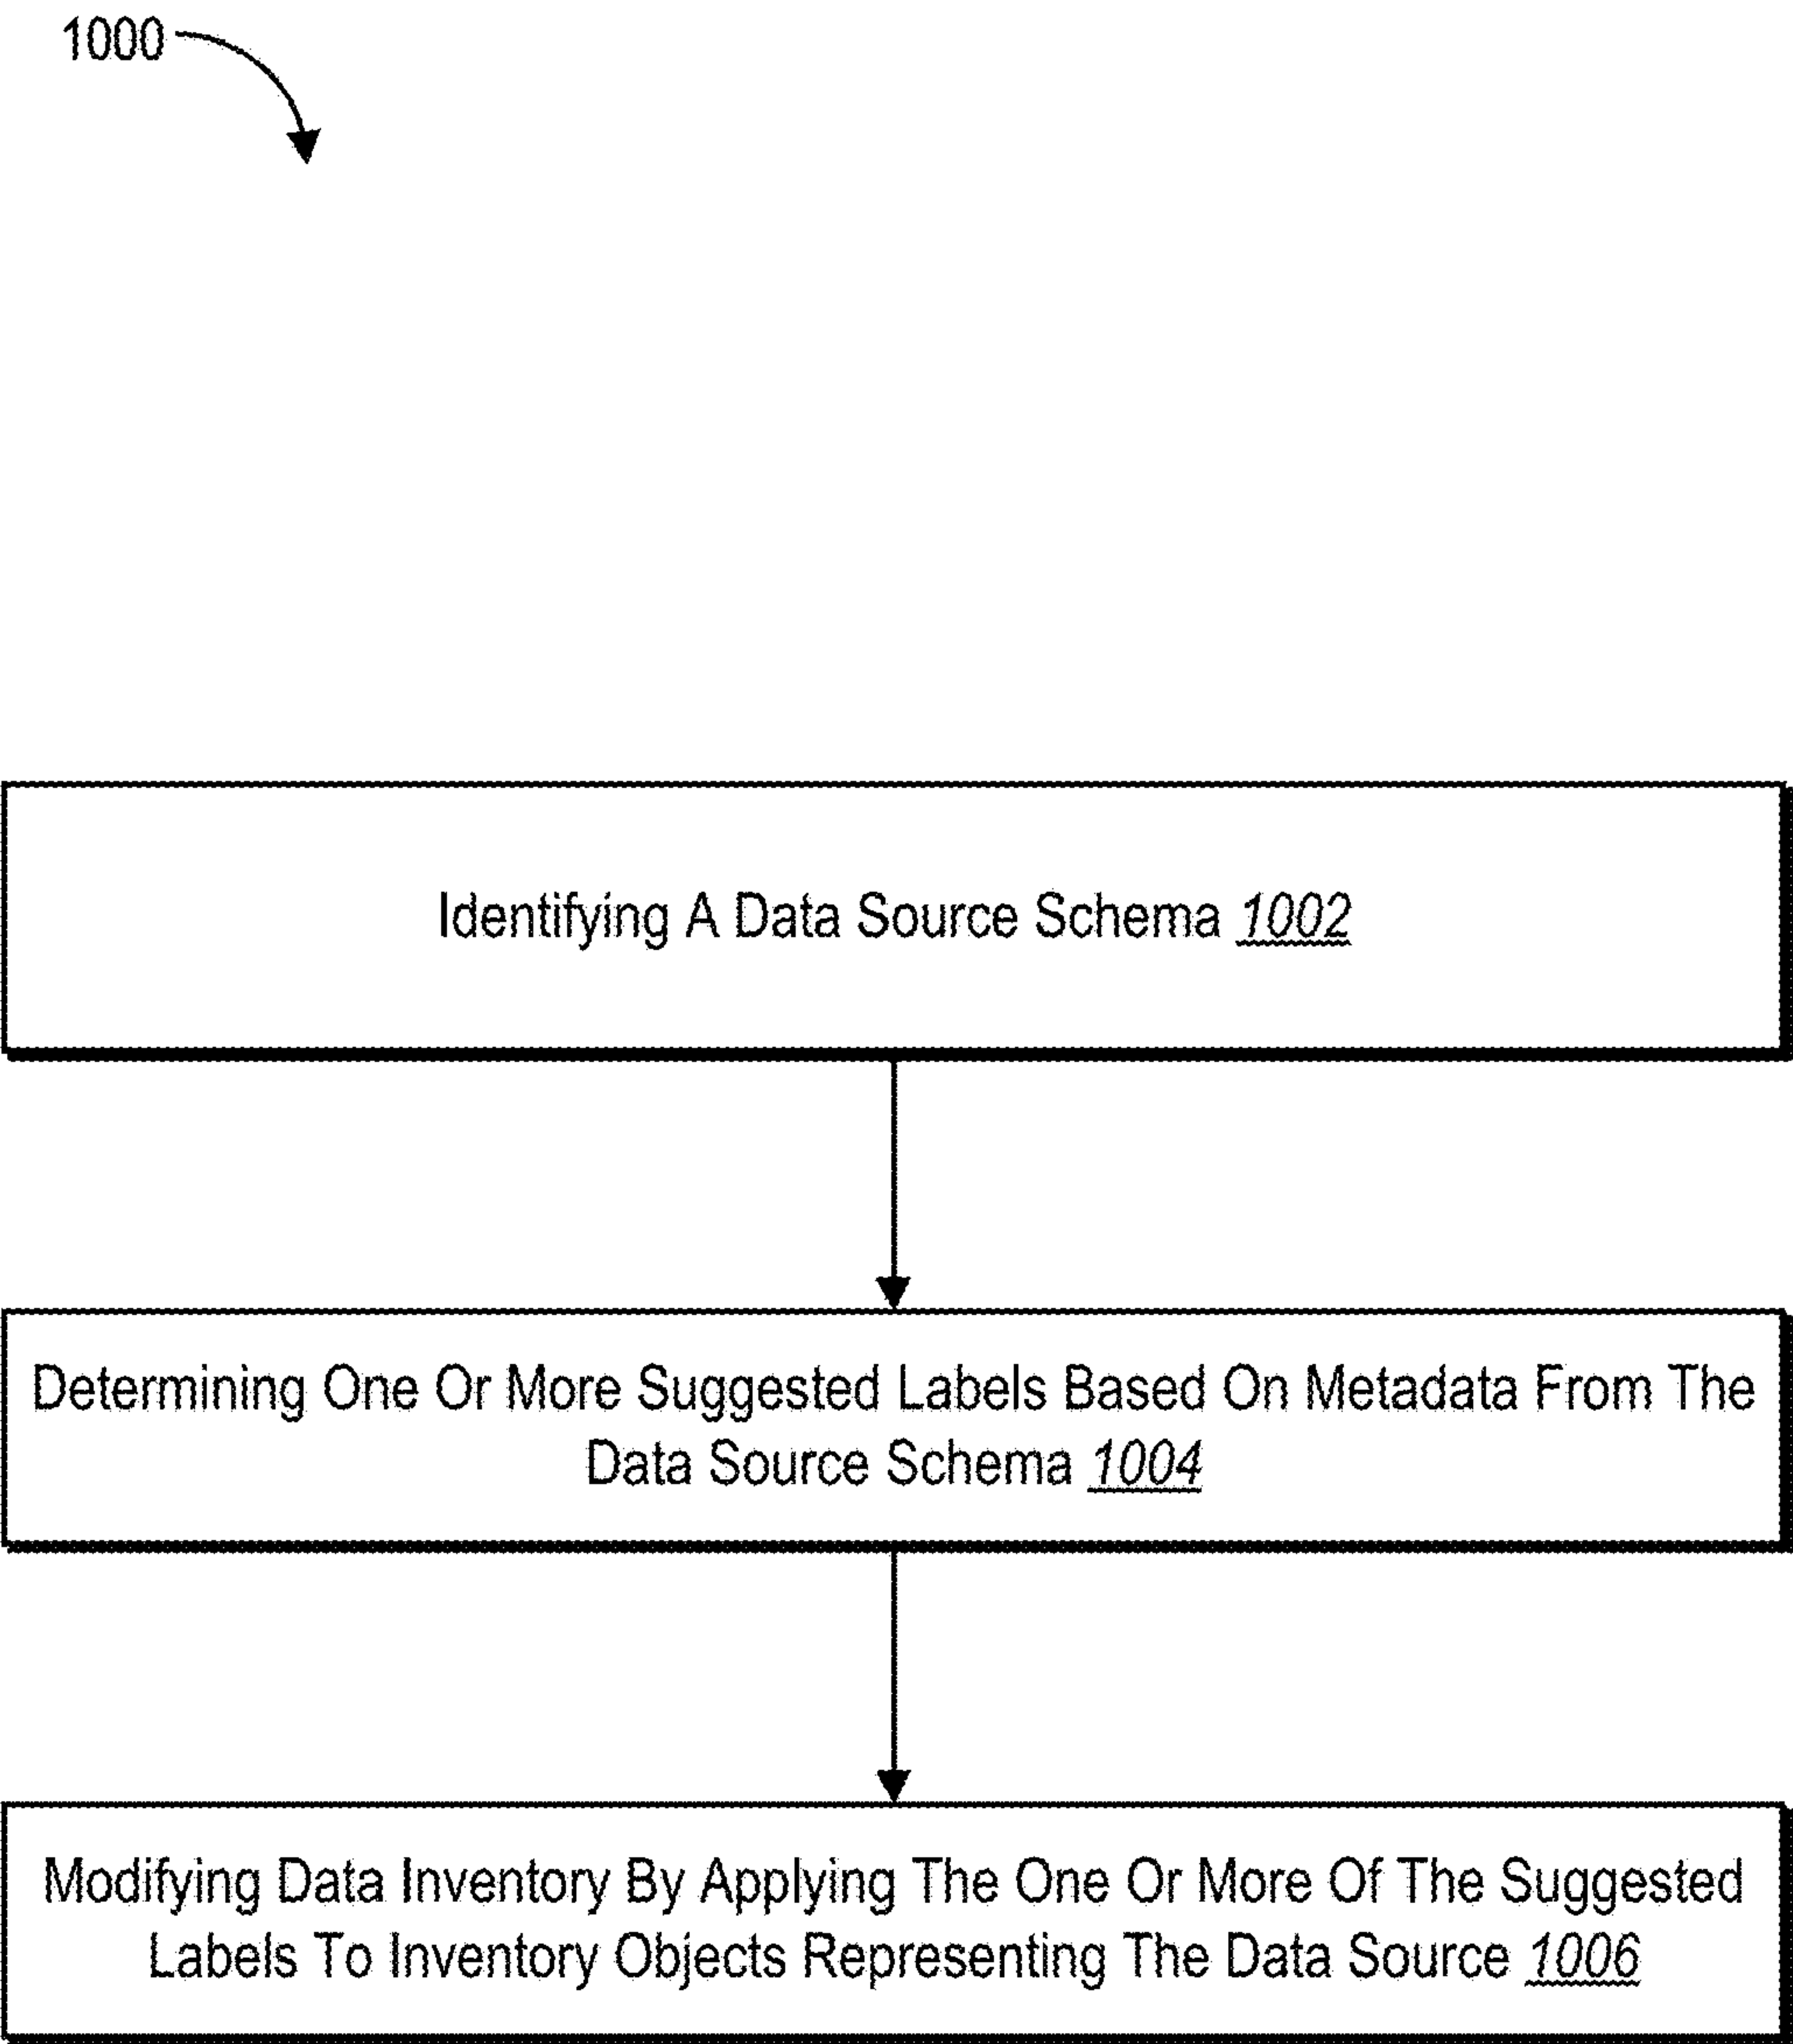 1000
Identifying A Data Source Schema 1002
Determining One Or More Suggested Labels Based On Metadata From The
Data Source Schema 1004
Modifying Data Inventory By Applying The One Or More Of The Suggested
Labels To Inventory Objects Representing The Data Source 1006